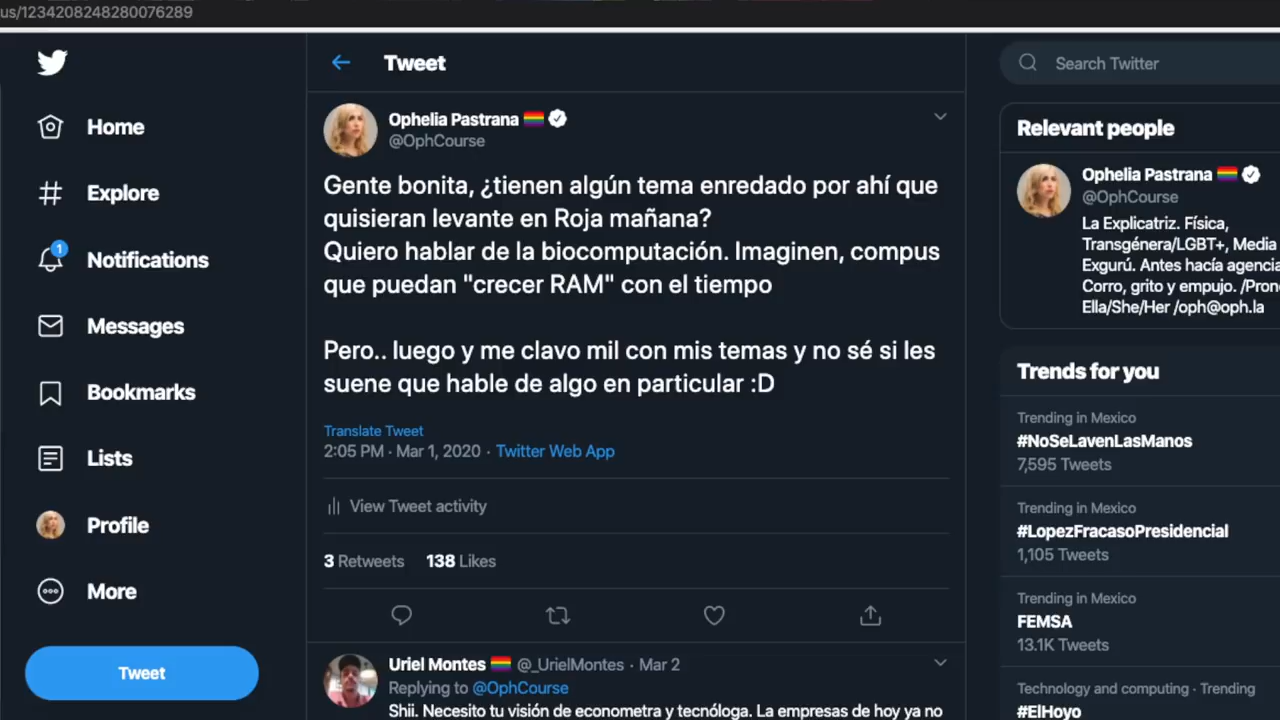 us/1234208248280076289
Tweet
Search Twitter
Home
Explore
1
Notifications
Messages
Bookmarks
Lists
Profile
More
Tweet
Ophelia Pastrana
@OphCourse
Gente bonita, ¿tienen algún tema enredado por ahí que
quisieran levante en Roja mañana?
Quiero hablar de la biocomputación. Imaginen, compus
que puedan "crecer RAM" con el tiempo
Pero.. luego y me clavo mil con mis temas y no sé si les
suene que hable de algo en particular :D
Translate Tweet
2:05 PM · Mar 1, 2020 · Twitter Web App
View Tweet activity
3 Retweets 138 Likes
Uriel Montes @_UrielMontes · Mar 2
Replying to @OphCourse
Shii. Necesito tu visión de econometra y tecnóloga. La empresas de hoy ya no
Relevant people
Ophelia Pastrana
@OphCourse
La Explicatriz. Física,
Transgénera/LGBT+, Media
Exgurú. Antes hacía agencia
Corro, grito y empujo. /Pron
Ella/She/Her /oph@oph.la
Trends for you
Trending in Mexico
#NoSeLavenLasManos
7,595 Tweets
Trending in Mexico
#LopezFracasoPresidencial
1,105 Tweets
Trending in Mexico
FEMSA
13.1K Tweets
Technology and computing · Trending
#ElHoyo